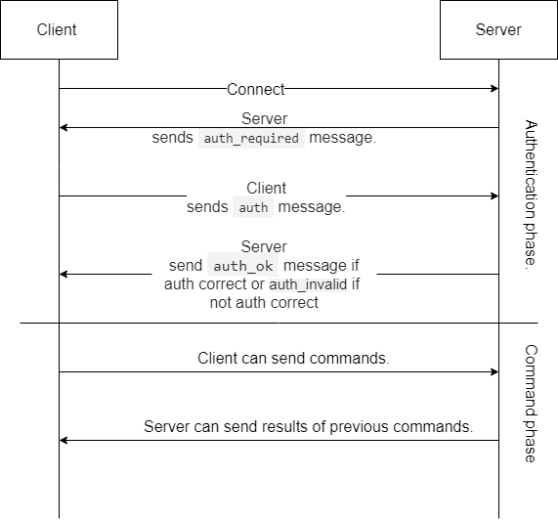 Client
Server
Connect
Server
sends auth_required message.
Client
sends auth message.
Server
send auth_ok message if
auth correct or auth_invalid if
not auth correct
Authentication phase.
Client can send commands.
Server can send results of previous commands.
Command phase